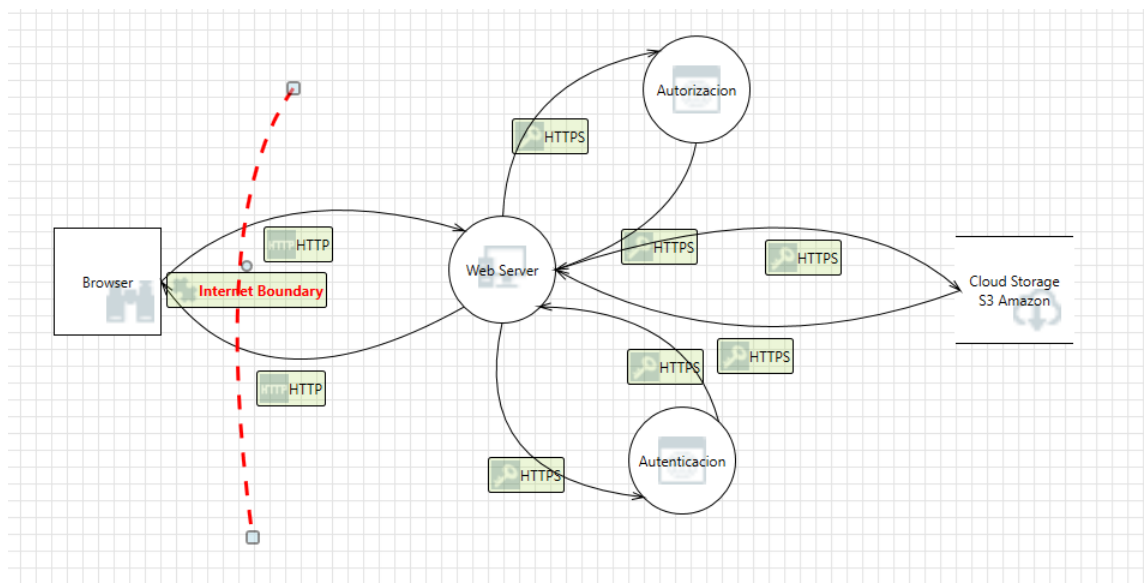 Autorizacion
HTTPS
HTTP
HTTPS
HTTPS
Browser
Web Server
Internet Boundary
Cloud Storage
S3 Amazon
HTTPS
HTTPS
HTTP
Autenticacion
HTTPS